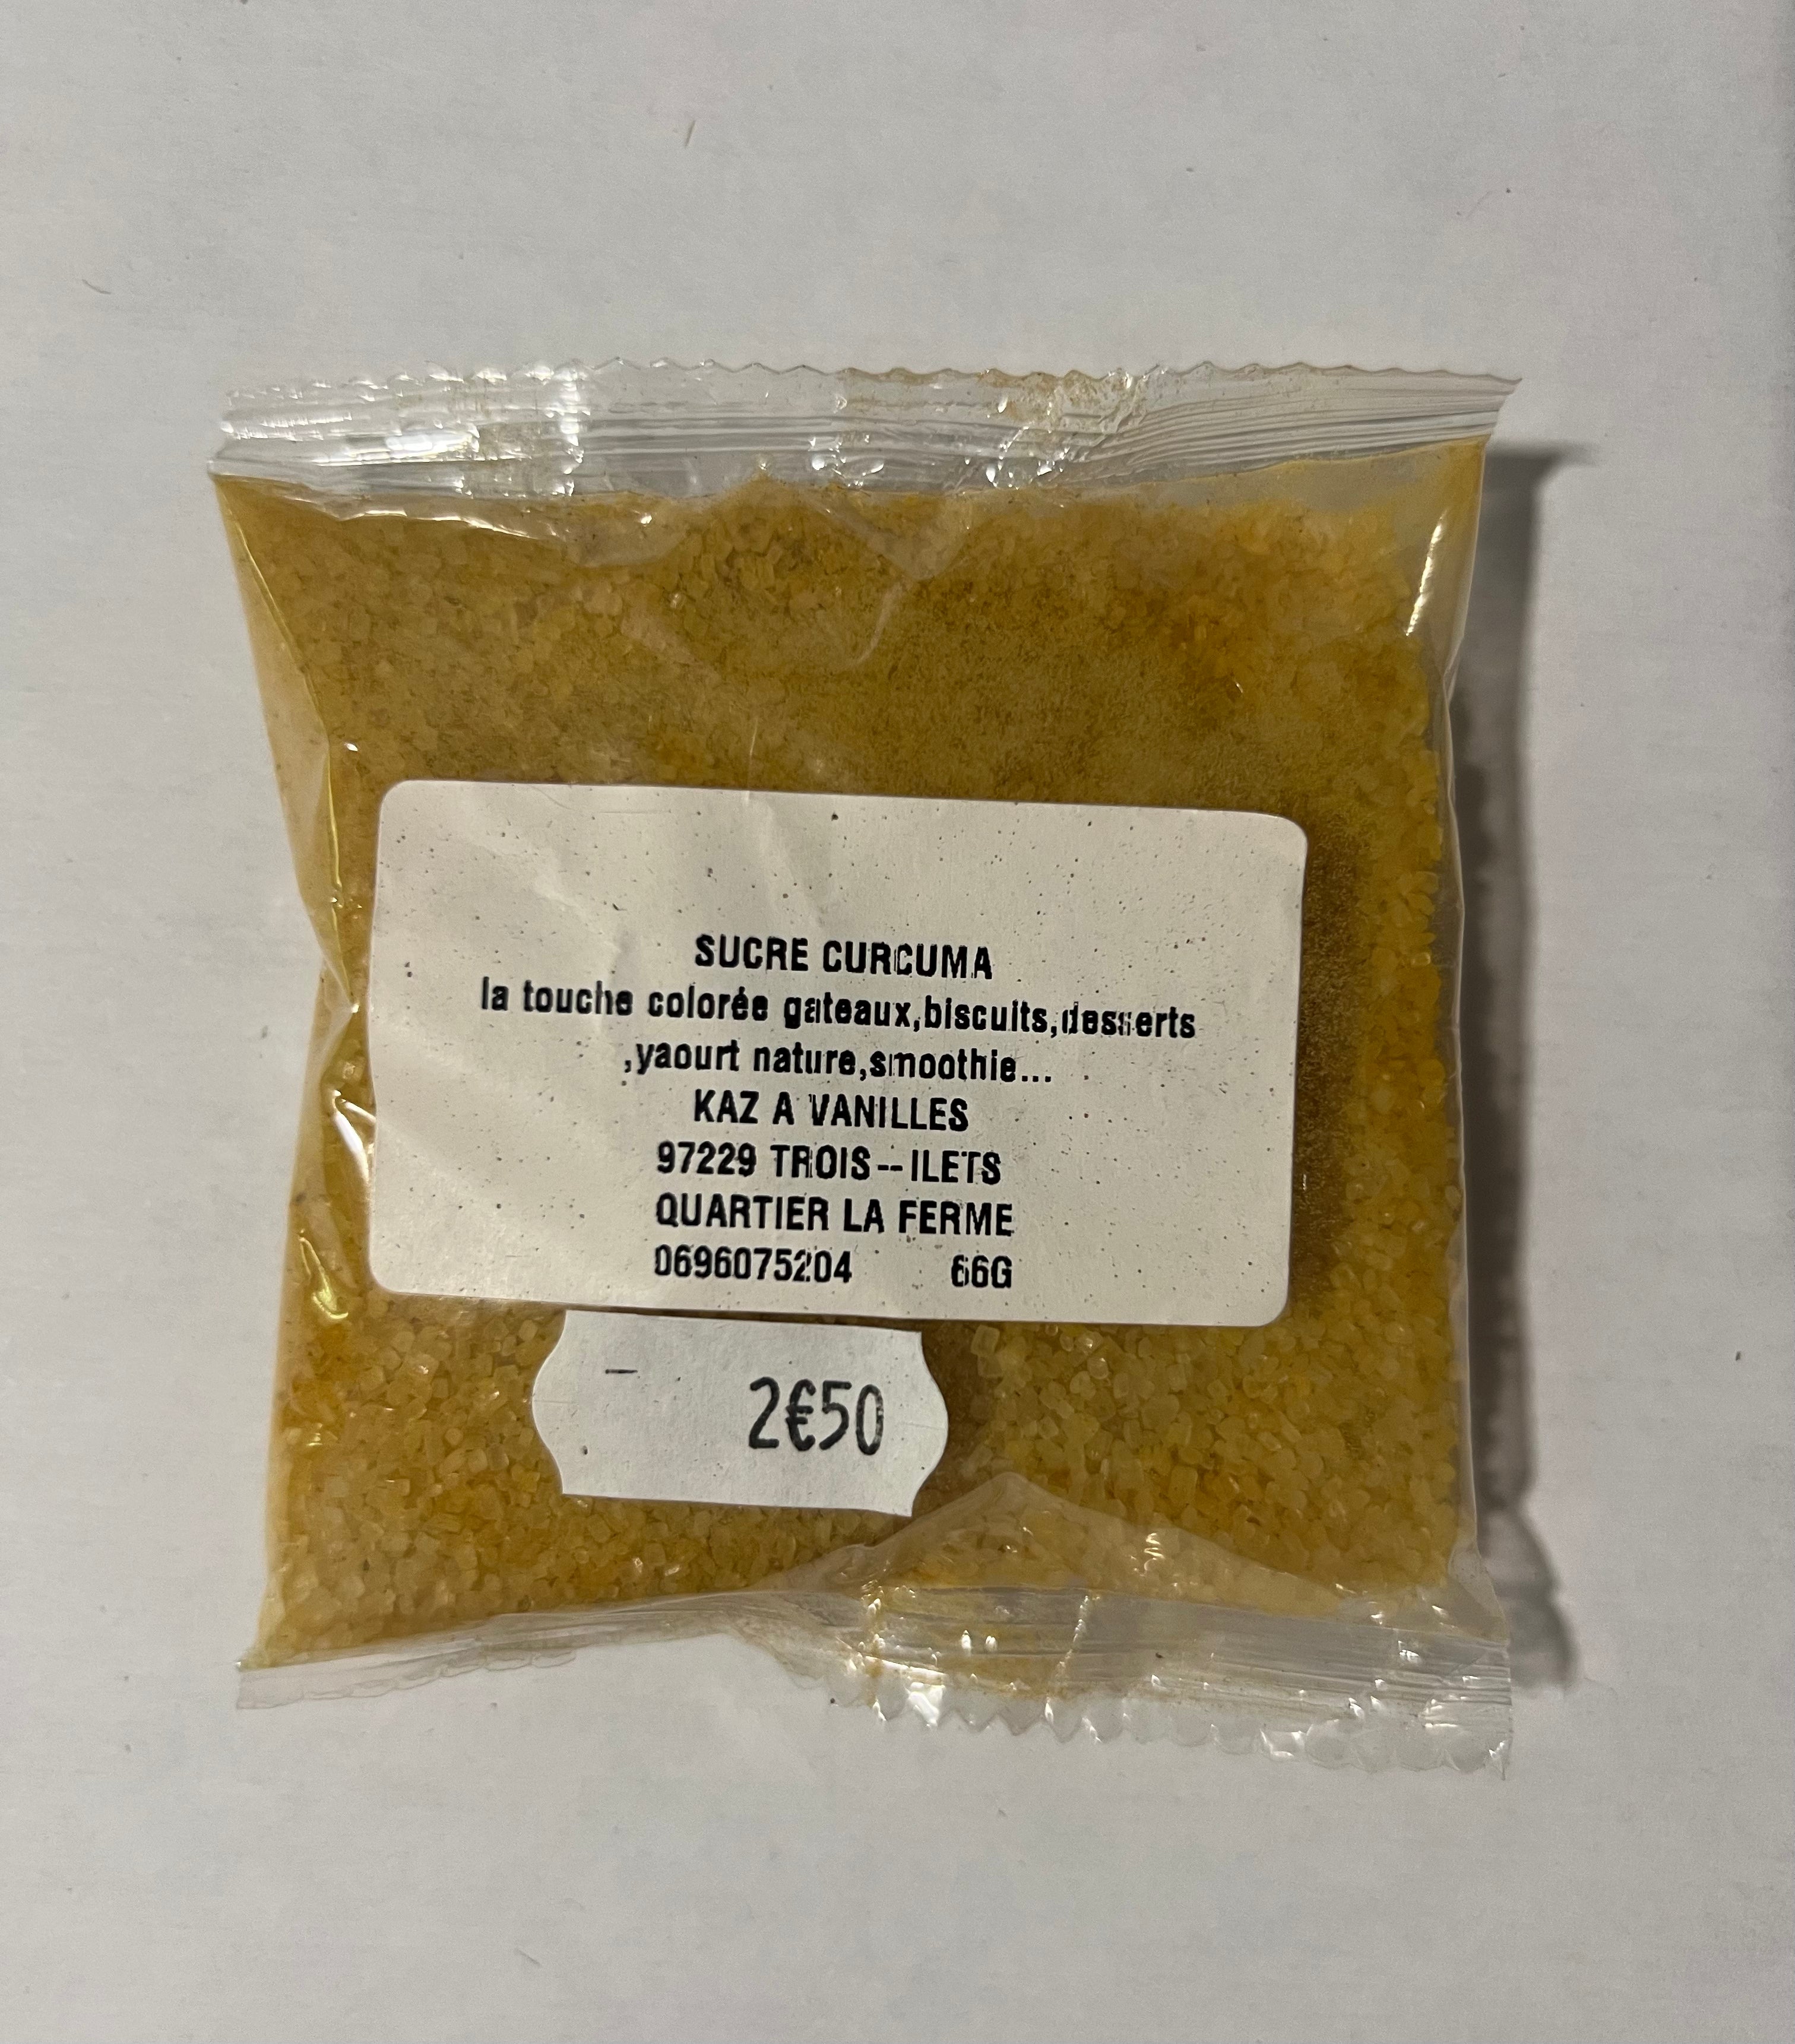 SUCRE CURCUMA
la touche colorée gateaux,biscuits,desserts
,yaourt nature,smoothie...
KAZ A VANILLES
97229 TROIS--ILETS
QUARTIER LA FERME
0696075204 66G
2€50